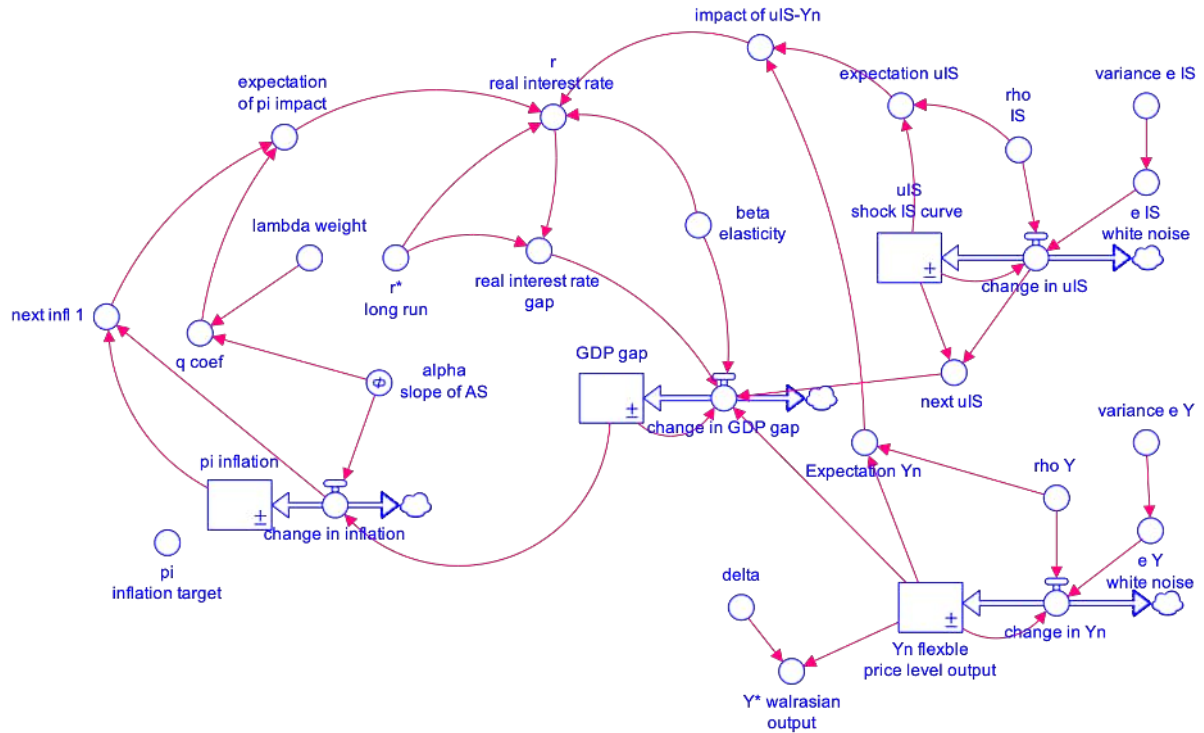 impact of uIS-Yn
r
real interest rate
expectation uIS
variance e IS
expectation
of pi impact
rho
IS
lambda weight
beta
elasticity
uIS
shock IS curve
e IS
white noise
r*
long run
real interest rate
gap
change in uIS
next infl 1
q coef
alpha
slope of AS
GDP gap
next uIS
change in GDP gap
variance e Y
pi inflation
Expectation Yn
rho Y
change in inflation
pi
inflation target
delta
e Y
white noise
change in Yn
Yn flexble
price level output
Y* walrasian
output